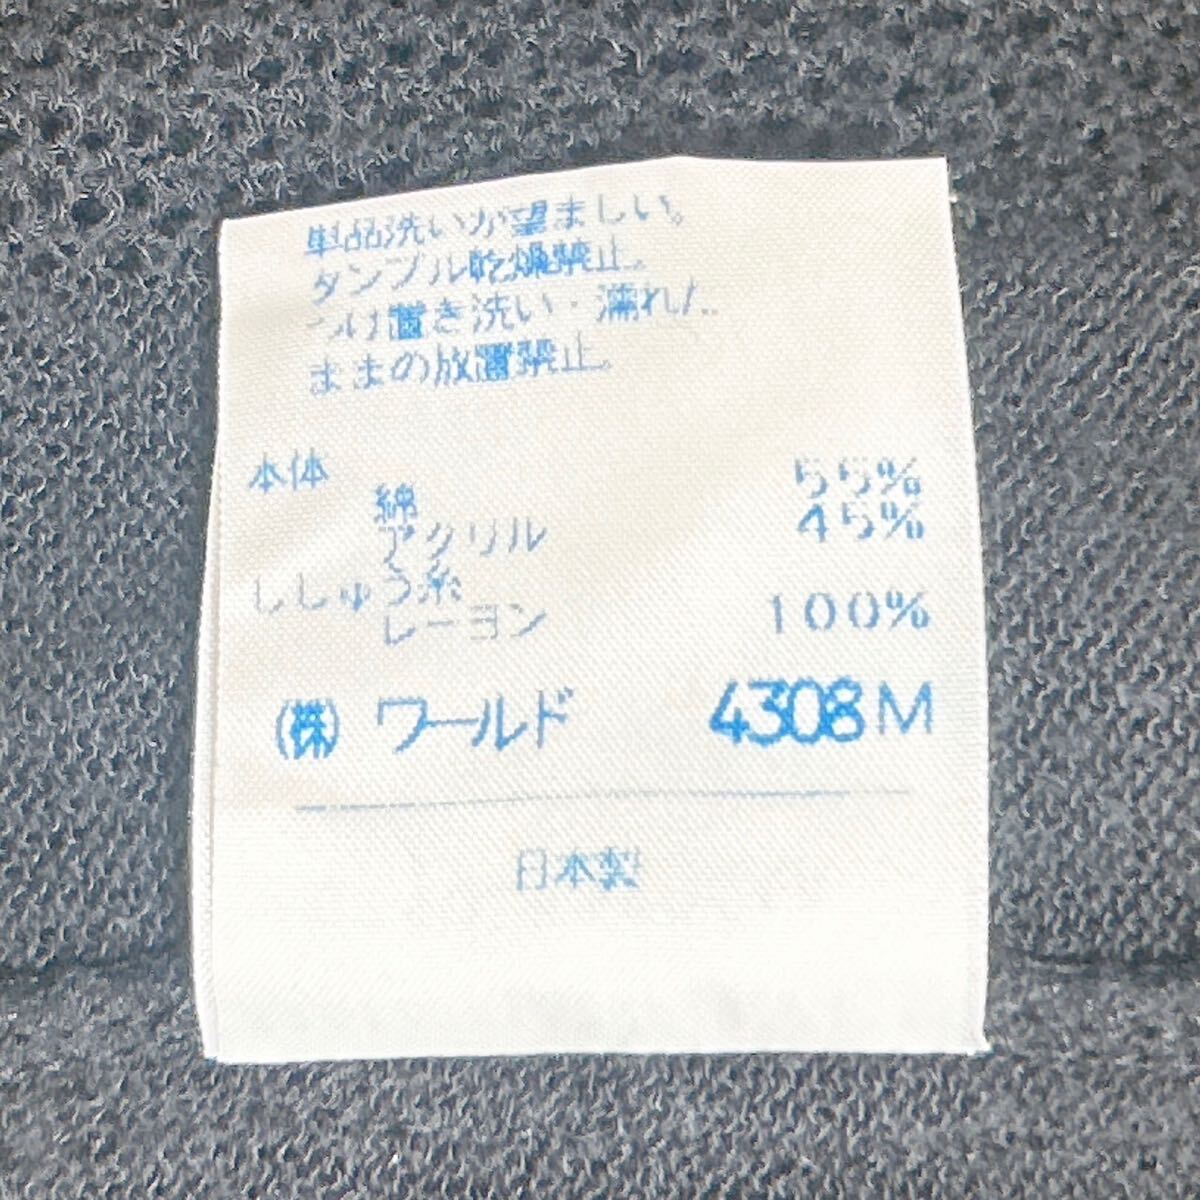 単品洗いが望ましい。
タンブル乾燥禁止。
つけ置き洗い・濡れた
ままの放置禁止。
本体
綿 55%
アクリル 45%
ししゅう糸
レーヨン 100%
(株) ワールド 4308M
日本製